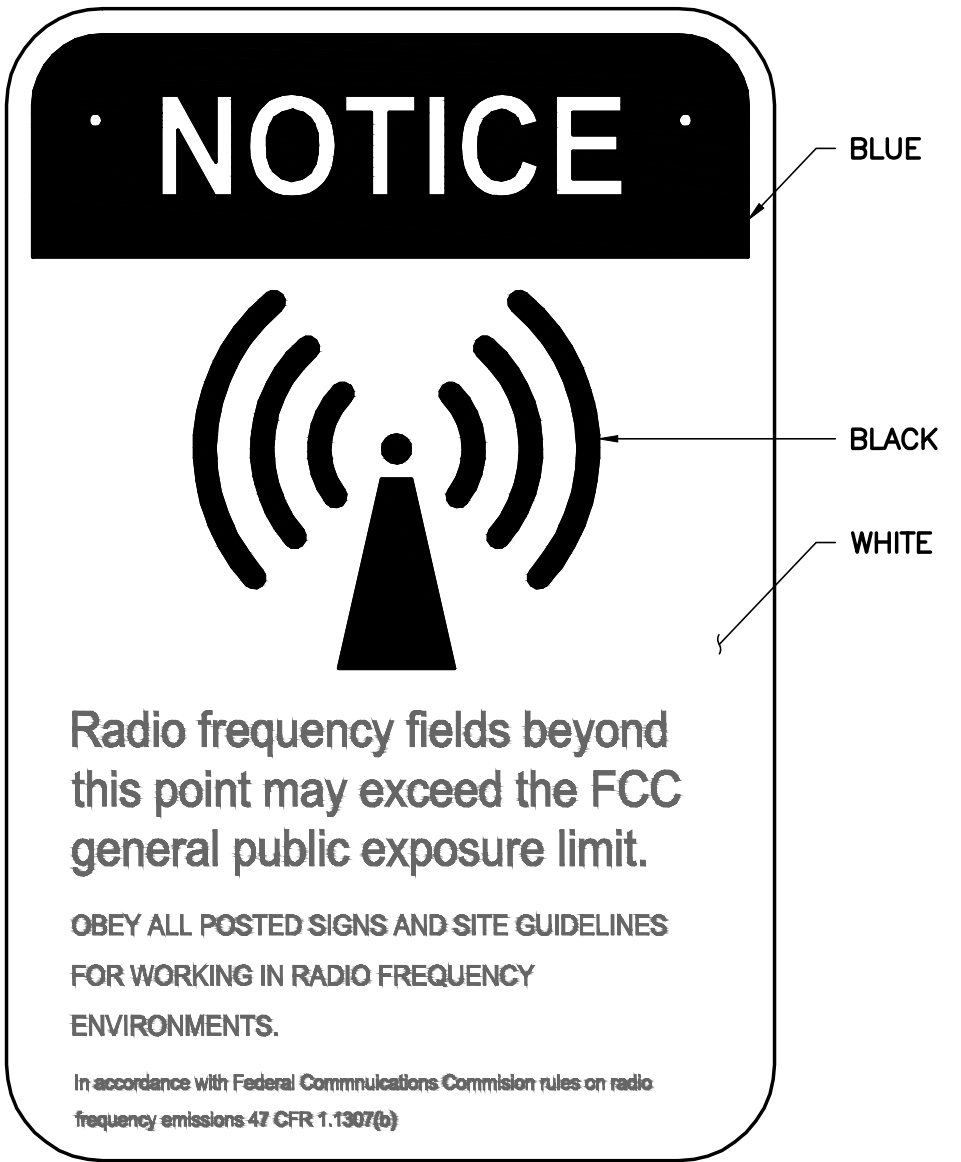 NOTICE
BLUE
BLACK
WHITE
Radio frequency fields beyond
this point may exceed the FCC
general public exposure limit.
OBEY ALL POSTED SIGNS AND SITE GUIDELINES
FOR WORKING IN RADIO FREQUENCY
ENVIRONMENTS.
In accordance with Federal Commnuications Commision rules on radio
frequency emissions 47 CFR 1.1307(b)